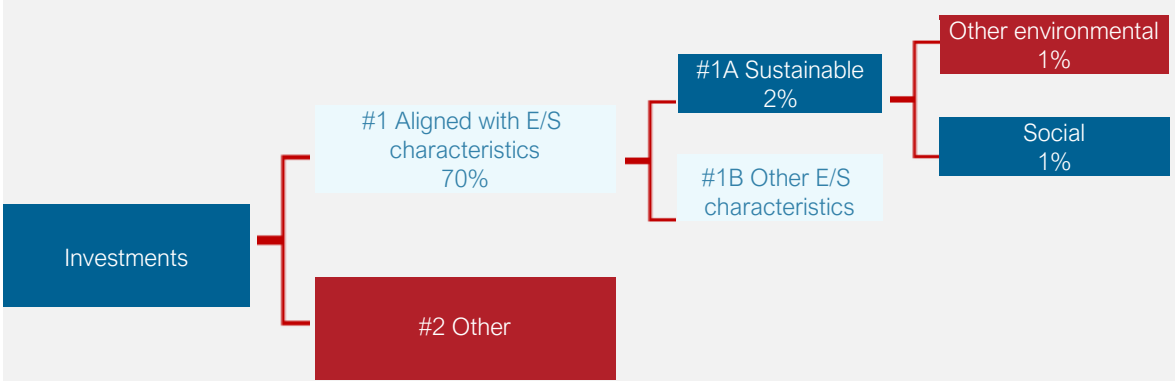 Investments
#1 Aligned with E/S
characteristics
70%
#2 Other
#1A Sustainable
2%
#1B Other E/S
characteristics
Other environmental
1%
Social
1%